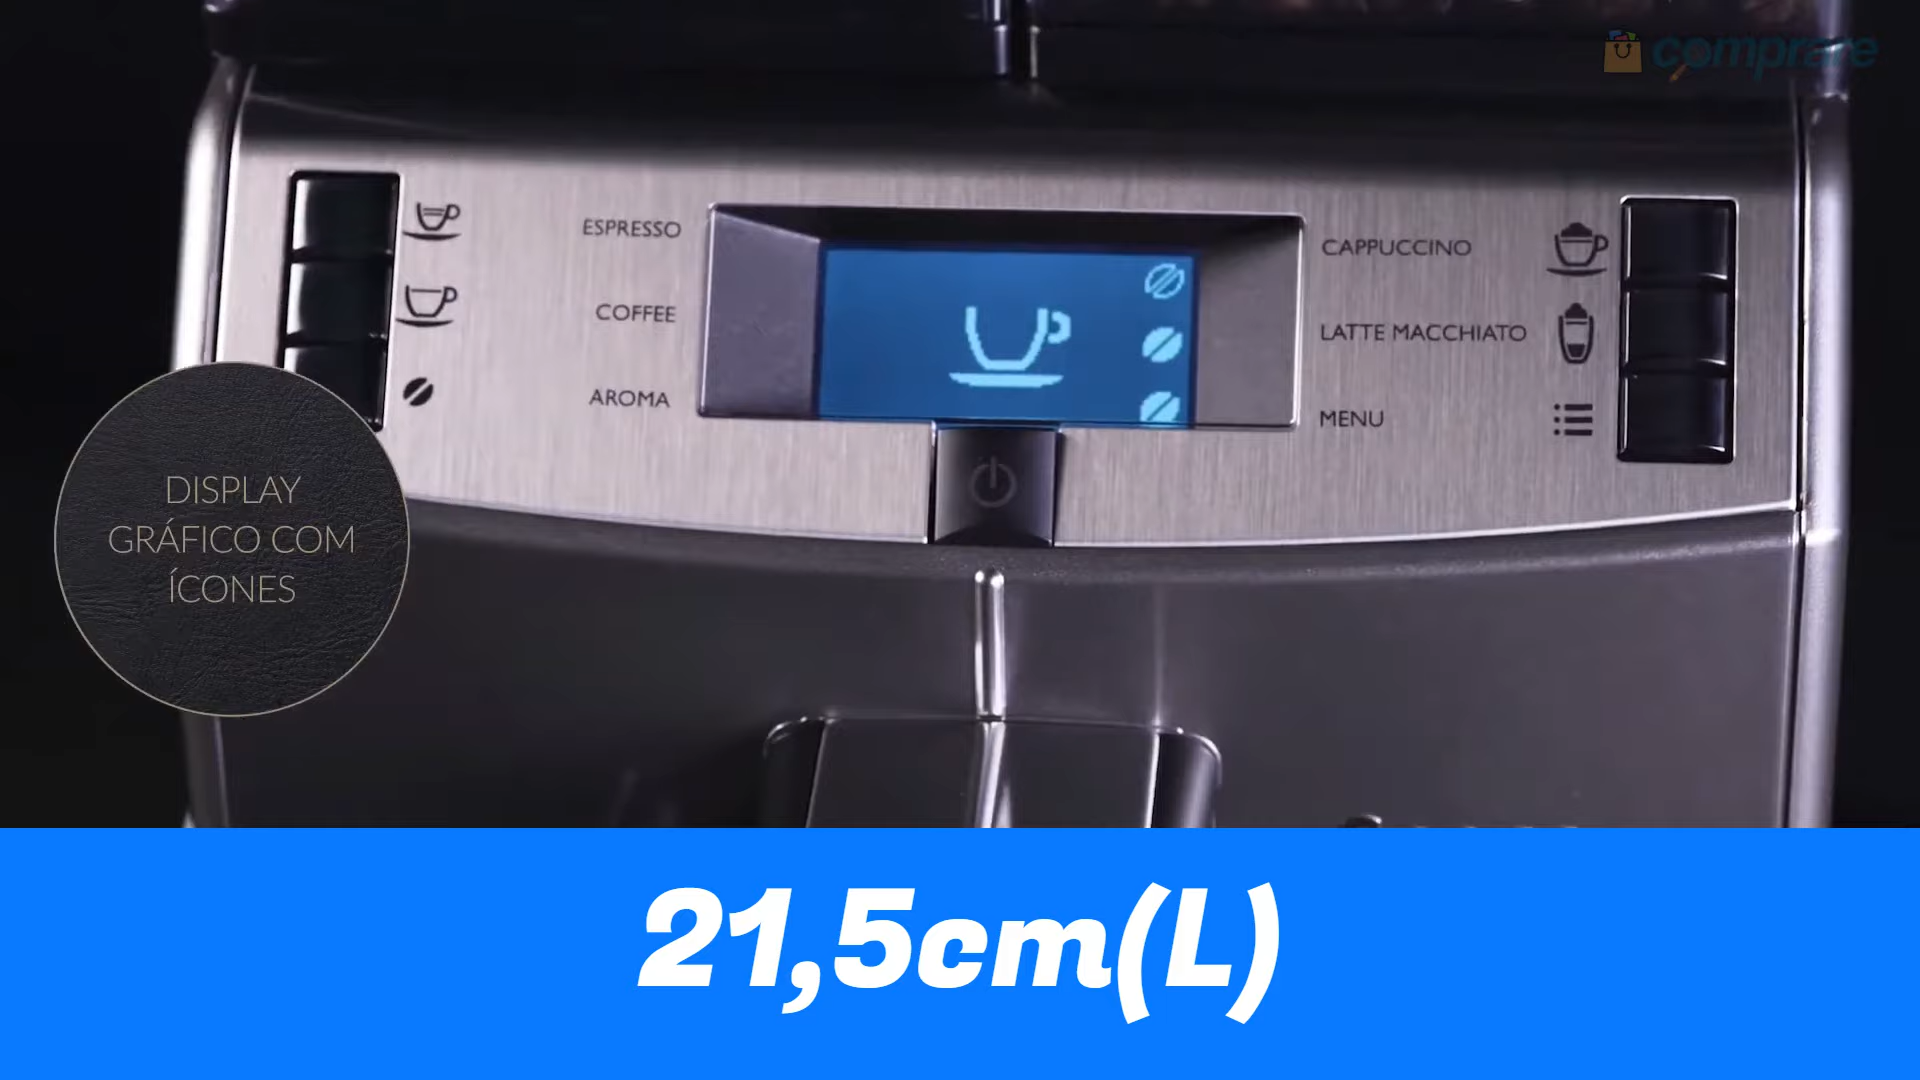 comprare
ESPRESSO
COFFEE
AROMA
CAPPUCCINO
LATTE MACCHIATO
MENU
DISPLAY
GRÁFICO COM
ÍCONES
21,5cm(L)